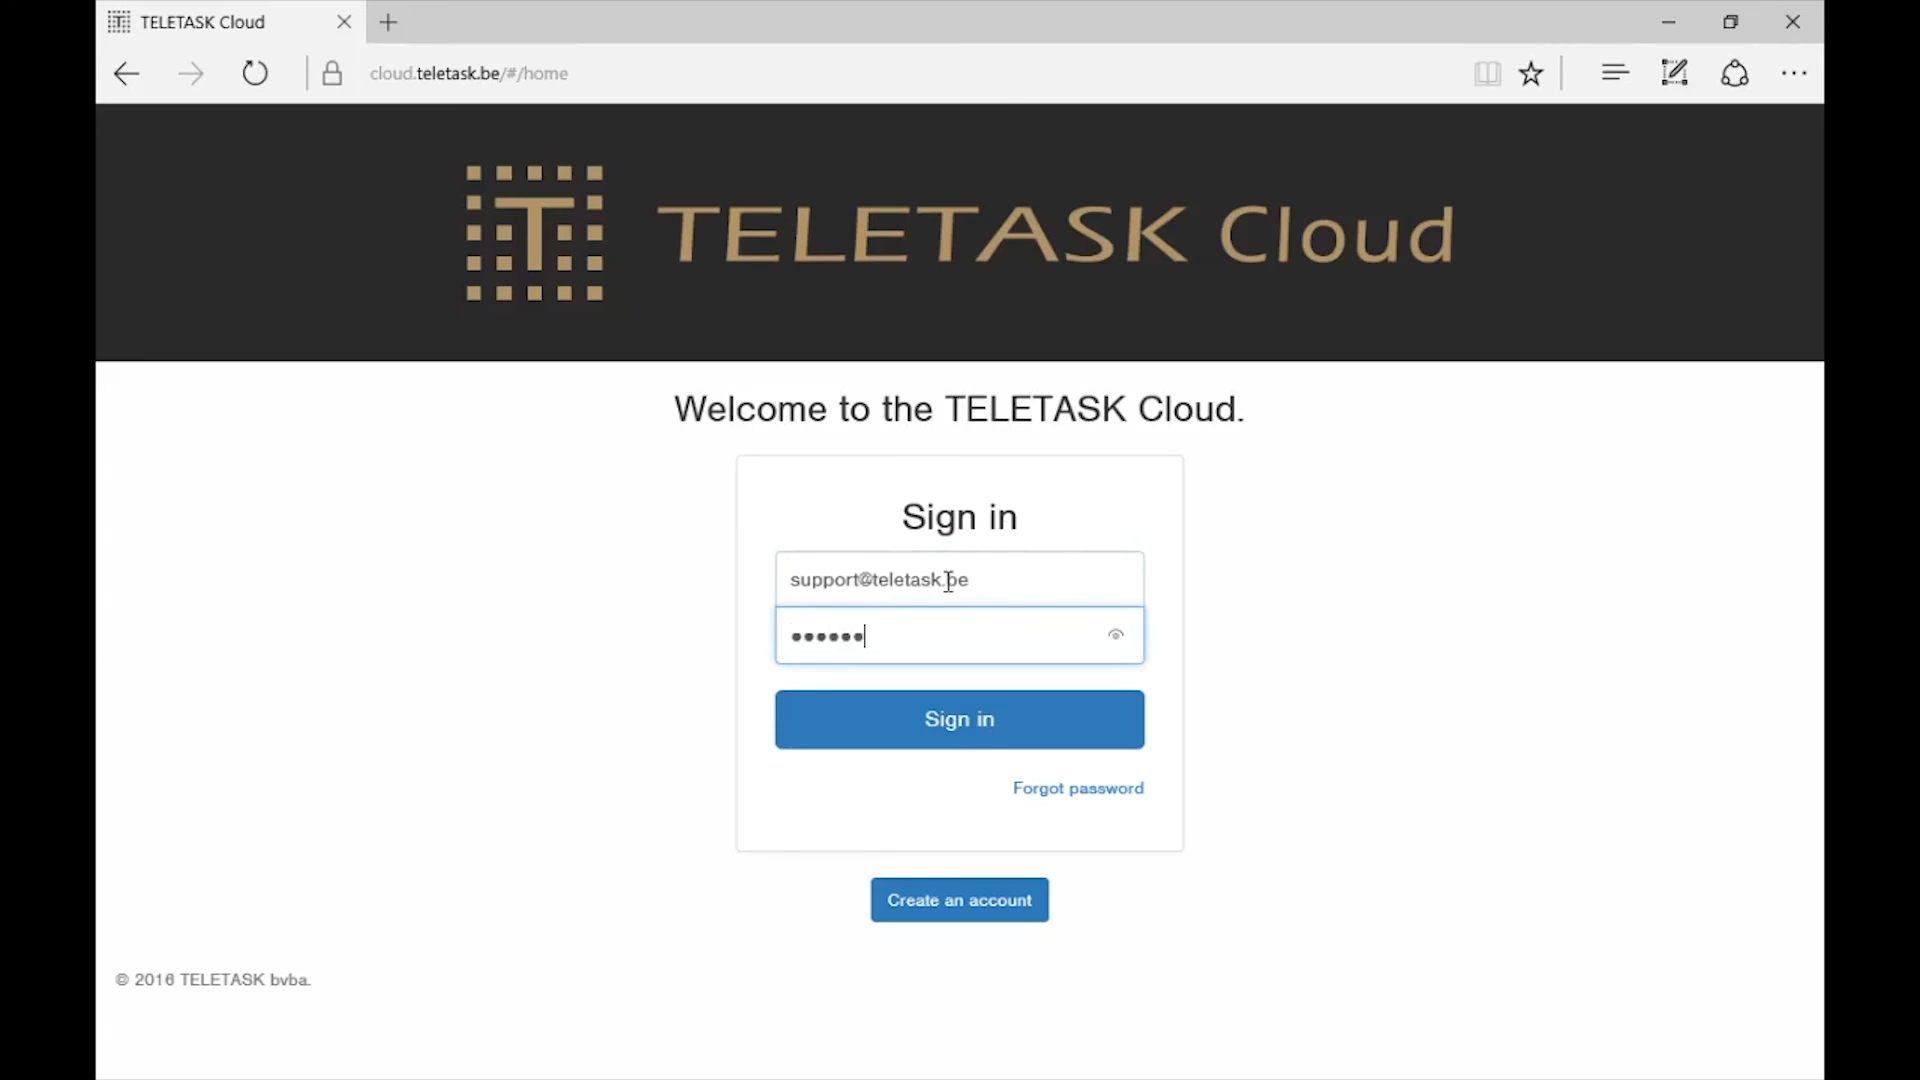 TELETASK Cloud
cloud.teletask.be/#/home
TELETASK Cloud
Welcome to the TELETASK Cloud.
Sign in
support@teletask.be
Sign in
Forgot password
Create an account
© 2016 TELETASK bvba.